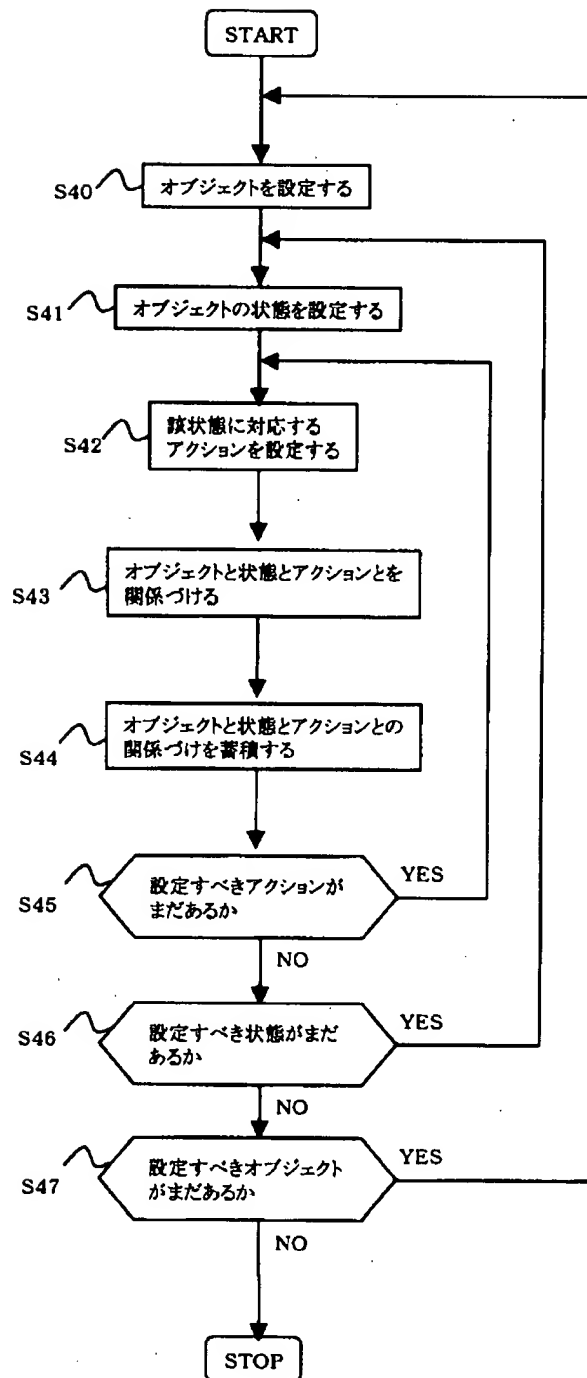 START
S40
オブジェクトを設定する
S41
オブジェクトの状態を設定する
S42
該状態に対応する
アクションを設定する
S43
オブジェクトと状態とアクションとを
関係づける
S44
オブジェクトと状態とアクションとの
関係づけを蓄積する
S45
設定すべきアクションが
まだあるか
YES
NO
S46
設定すべき状態がまだ
あるか
YES
NO
S47
設定すべきオブジェクト
がまだあるか
YES
NO
STOP